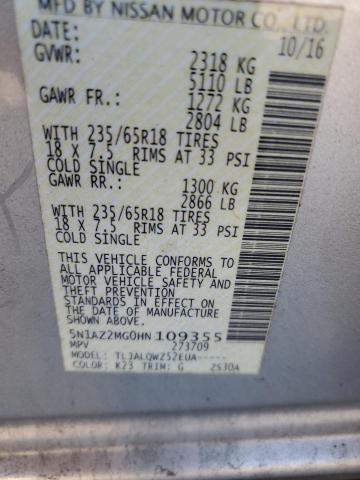 MFD BY NISSAN MOTOR CO., LTD.
DATE: 10/16
GVWR: 2318 KG
5110 LB
GAWR FR.: 1272 KG
2804 LB
WITH 235/65R18 TIRES
18 X 7.5 RIMS AT 33 PSI
COLD SINGLE
GAWR RR.: 1300 KG
2866 LB
WITH 235/65R18 TIRES
18 X 7.5 RIMS AT 33 PSI
COLD SINGLE
THIS VEHICLE CONFORMS TO
ALL APPLICABLE FEDERAL
MOTOR VEHICLE SAFETY AND
THEFT PREVENTION
STANDARDS IN EFFECT ON
THE DATE OF MANUFACTURE
SHOWN ABOVE.
5N1AZ2MG0HN109355
MPV 273709
MODEL: TLJALQWZ52EUA-----
COLOR: K23 TRIM: G 2SJ0A